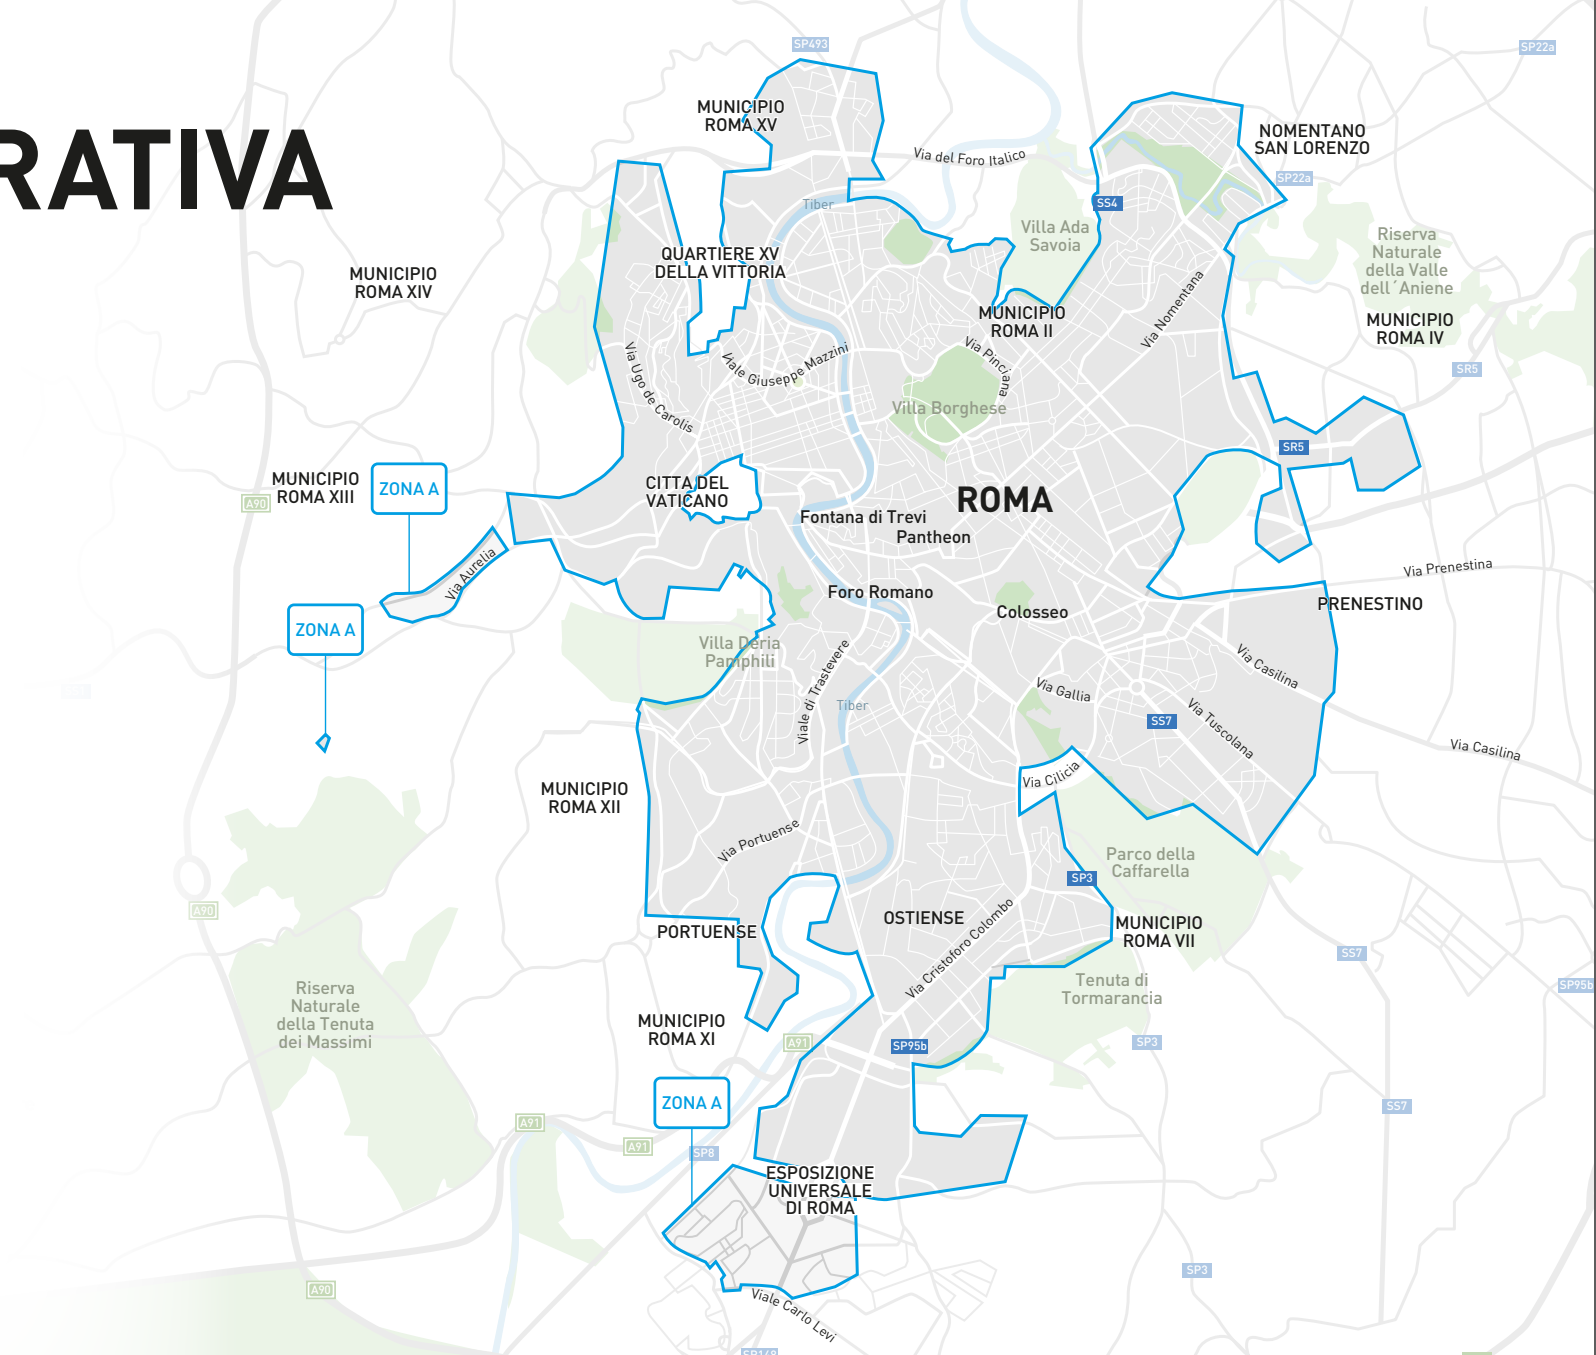 RATIVA
SP493
SP22a
MUNICIPIO
ROMA XV
NOMENTANO
SAN LORENZO
Via del Foro Italico
SP22a
SS4
Tiber
Villa Ada
Savoia
Riserva
Naturale
della Valle
dell´Aniene
QUARTIERE XV
DELLA VITTORIA
MUNICIPIO
ROMA XIV
MUNICIPIO
ROMA II
Via Nomentana
MUNICIPIO
ROMA IV
SR5
Via Ugo de Carolis
Viale Giuseppe Mazzini
Via Pinciana
Villa Borghese
SR5
MUNICIPIO
ROMA XIII
ZONA A
A90
CITTA DEL
VATICANO
ROMA
Fontana di Trevi
Pantheon
Via Aurelia
Via Prenestina
Foro Romano
Colosseo
PRENESTINO
ZONA A
Villa Deria
Pamphili
Viale di Trastevere
Via Casilina
Via Gallia
Tiber
SS7
Via Tuscolana
Via Casilina
Via Cilicia
MUNICIPIO
ROMA XII
Via Portuense
Parco della
Caffarella
SP3
A90
PORTUENSE
OSTIENSE
Via Cristoforo Colombo
MUNICIPIO
ROMA VII
SS7
Riserva
Naturale
della Tenuta
dei Massimi
Tenuta di
Tormarancia
SP95b
MUNICIPIO
ROMA XI
A91
SP95b
SP3
ZONA A
SS7
A91
A91
SP8
ESPOSIZIONE
UNIVERSALE
DI ROMA
SP3
A90
Viale Carlo Levi
SP148